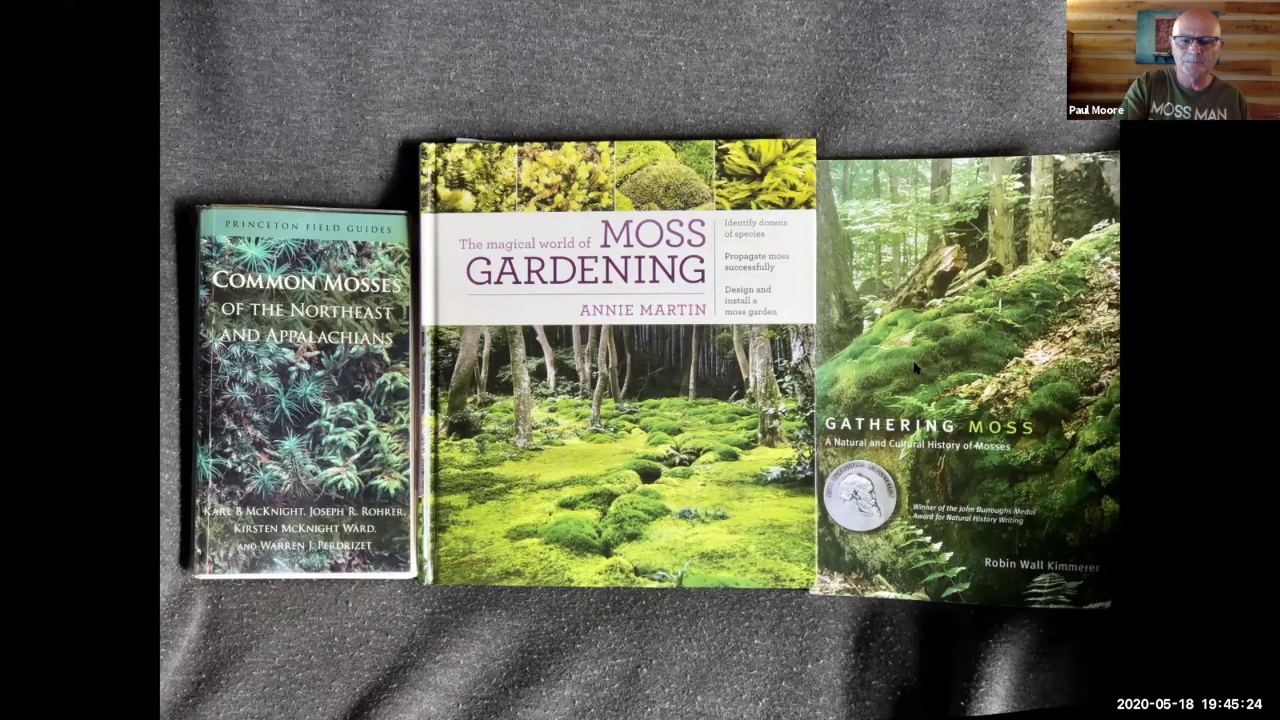 Paul Moore
MOSS MAN
PRINCETON FIELD GUIDES
COMMON MOSSES
OF THE NORTHEAST
AND APPALACHIANS
KARL B MCKNIGHT, JOSEPH R. ROHRER,
KIRSTEN MCKNIGHT WARD,
AND WARREN J. PERDRIZET
The magical world of MOSS
GARDENING
ANNIE MARTIN
Identify dozens
of species
Propagate moss
successfully
Design and
install a
moss garden
GATHERING MOSS
A Natural and Cultural History of Mosses
Winner of the John Burroughs Medal
Award for Natural History Writing
Robin Wall Kimmerer
2020-05-18 19:45:24